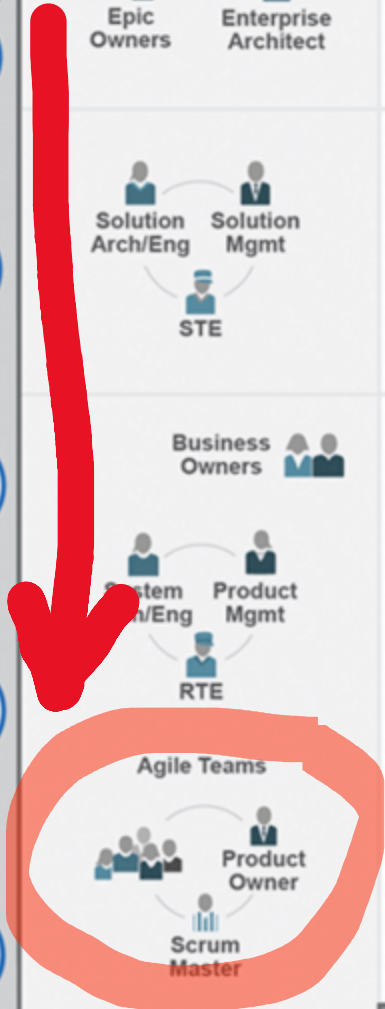 Epic
Owners
Enterprise
Architect
Solution
Arch/Eng
Solution
Mgmt
STE
Business
Owners
Product
Mgmt
RTE
Agile Teams
Product
Owner
Scrum
Master